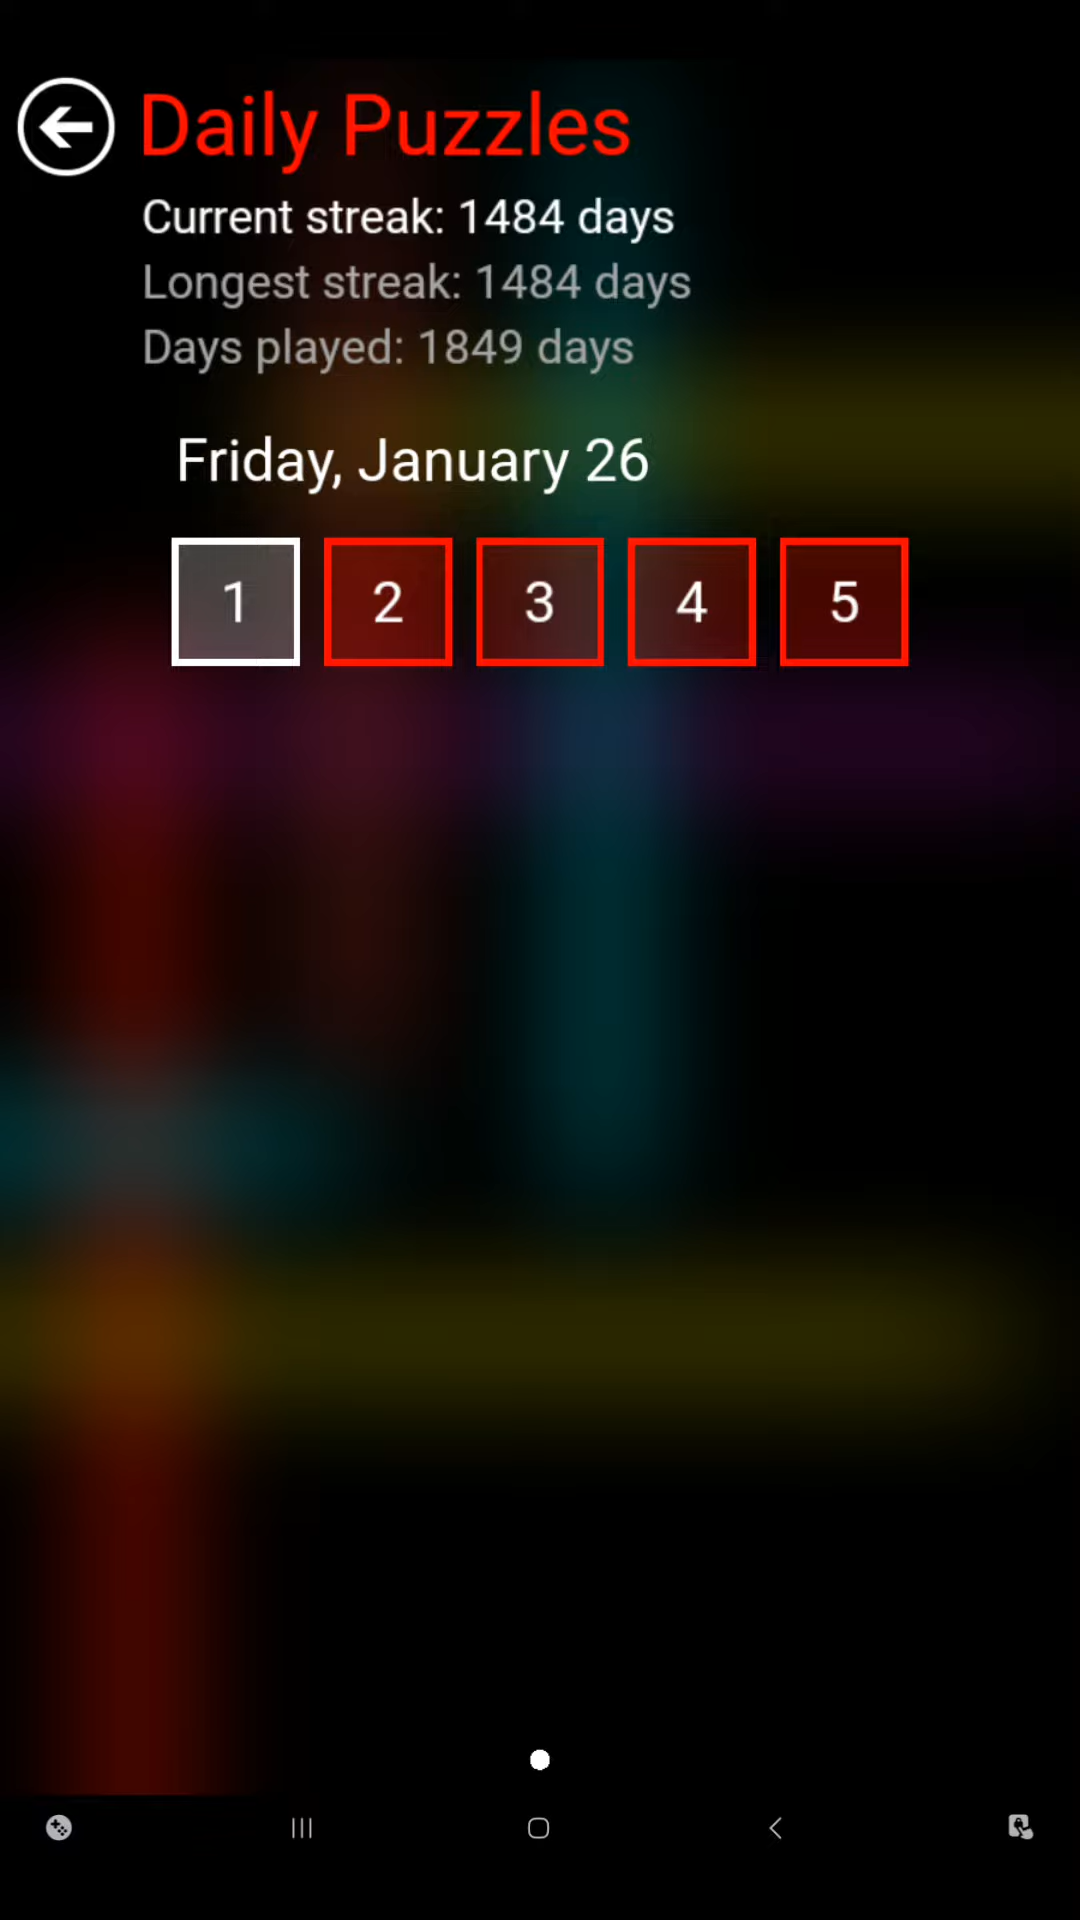 Daily Puzzles
Current streak: 1484 days
Longest streak: 1484 days
Days played: 1849 days
Friday, January 26
1 2 3 4 5